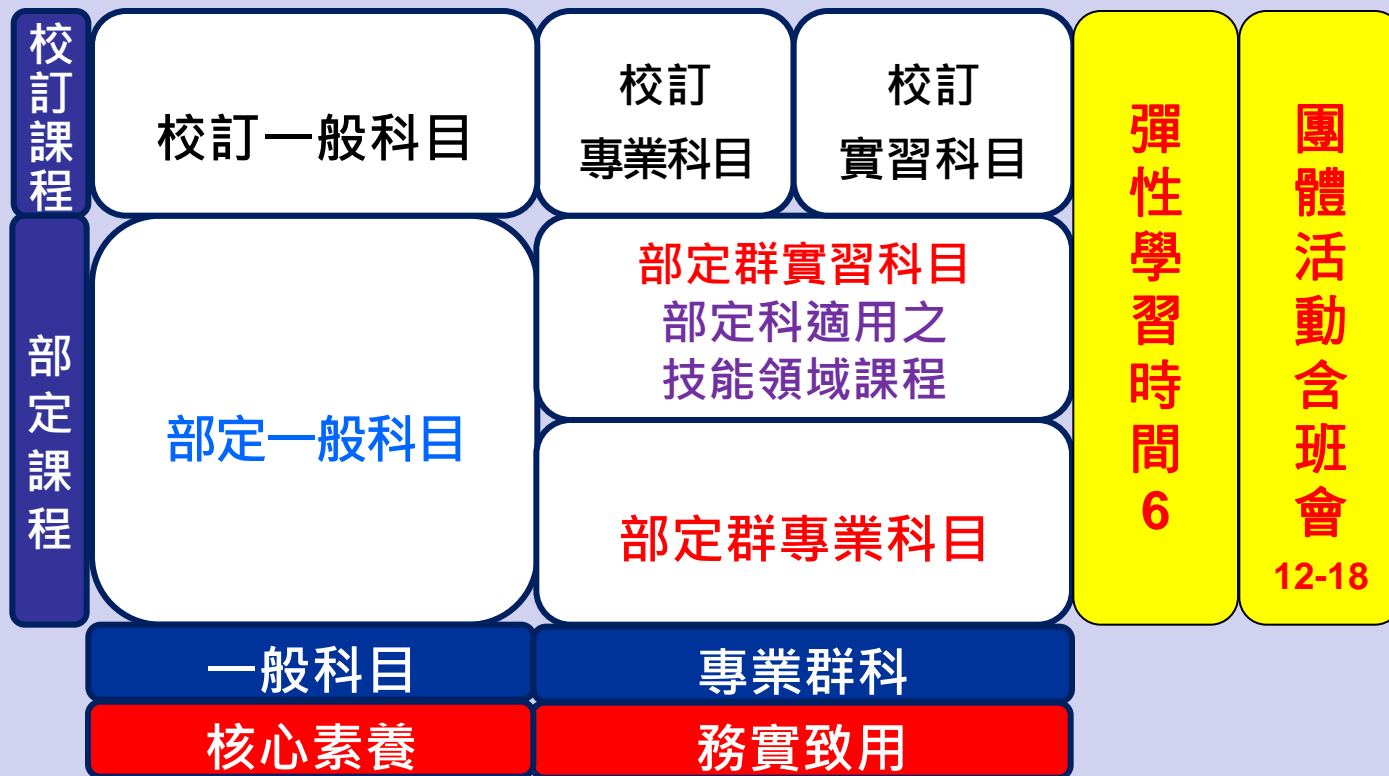 校訂課程
校訂一般科目
校訂
專業科目
校訂
實習科目
部定課程
部定一般科目
部定群實習科目
部定科適用之
技能領域課程
部定群專業科目
彈性學習時間6
團體活動含班會
12-18
一般科目
專業群科
核心素養
務實致用